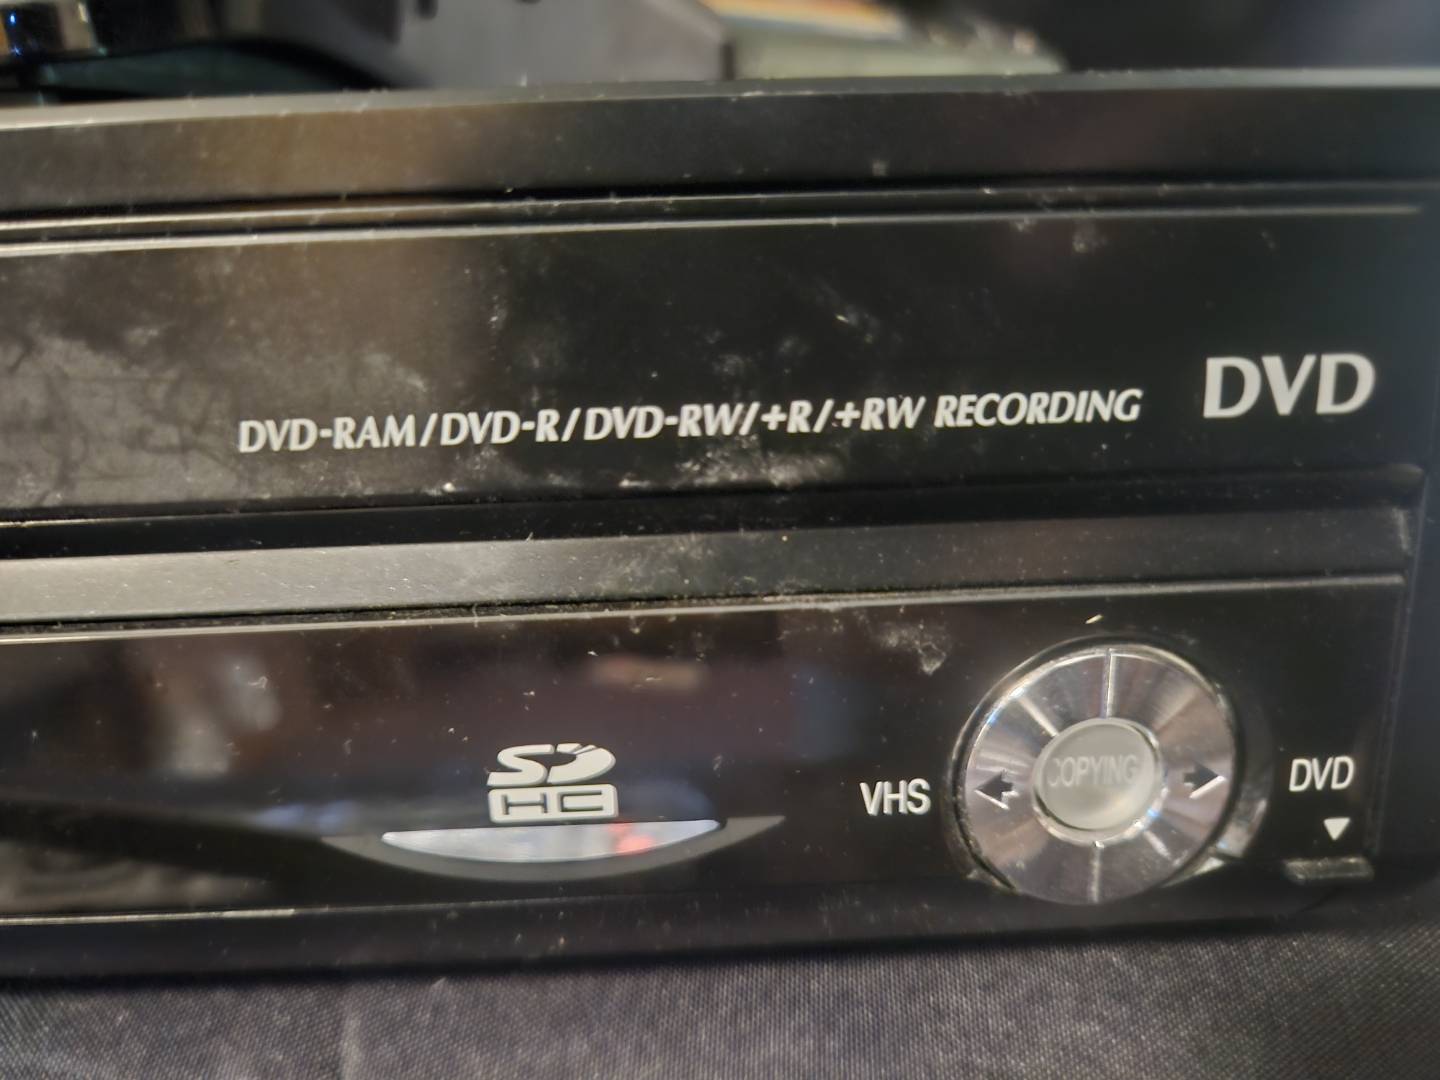 DVD-RAM/DVD-R/DVD-RW/+R/+RW RECORDING DVD
SD
HC
VHS COPYING DVD